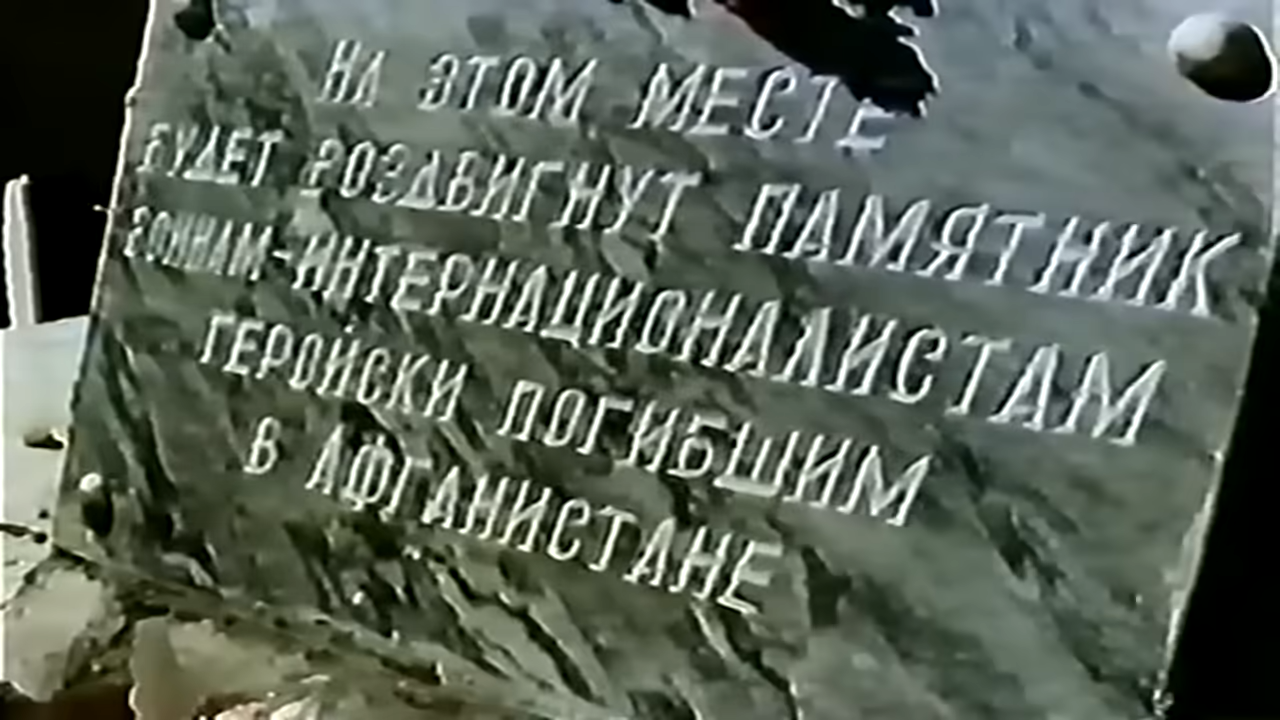 НА ЭТОМ МЕСТЕ
БУДЕТ ВОЗДВИГНУТ ПАМЯТНИК
ВОИНАМ-ИНТЕРНАЦИОНАЛИСТАМ
ГЕРОЙСКИ ПОГИБШИМ
В АФГАНИСТАНЕ